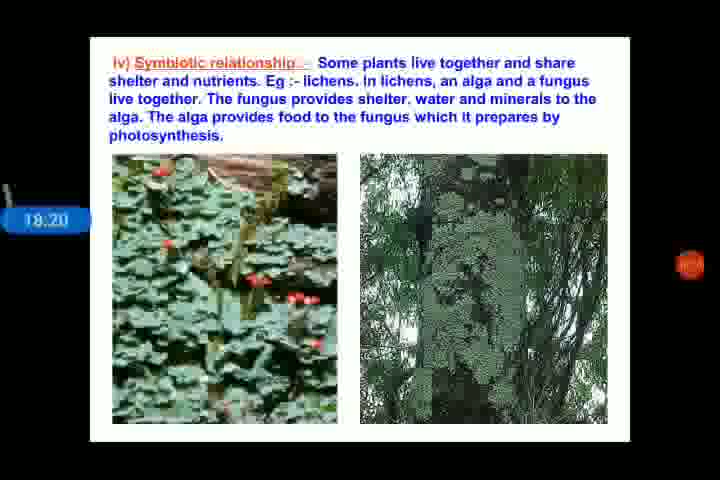 iv) Symbiotic relationship :- Some plants live together and share
shelter and nutrients. Eg :- lichens. In lichens, an alga and a fungus
live together. The fungus provides shelter, water and minerals to the
alga. The alga provides food to the fungus which it prepares by
photosynthesis.
18:20